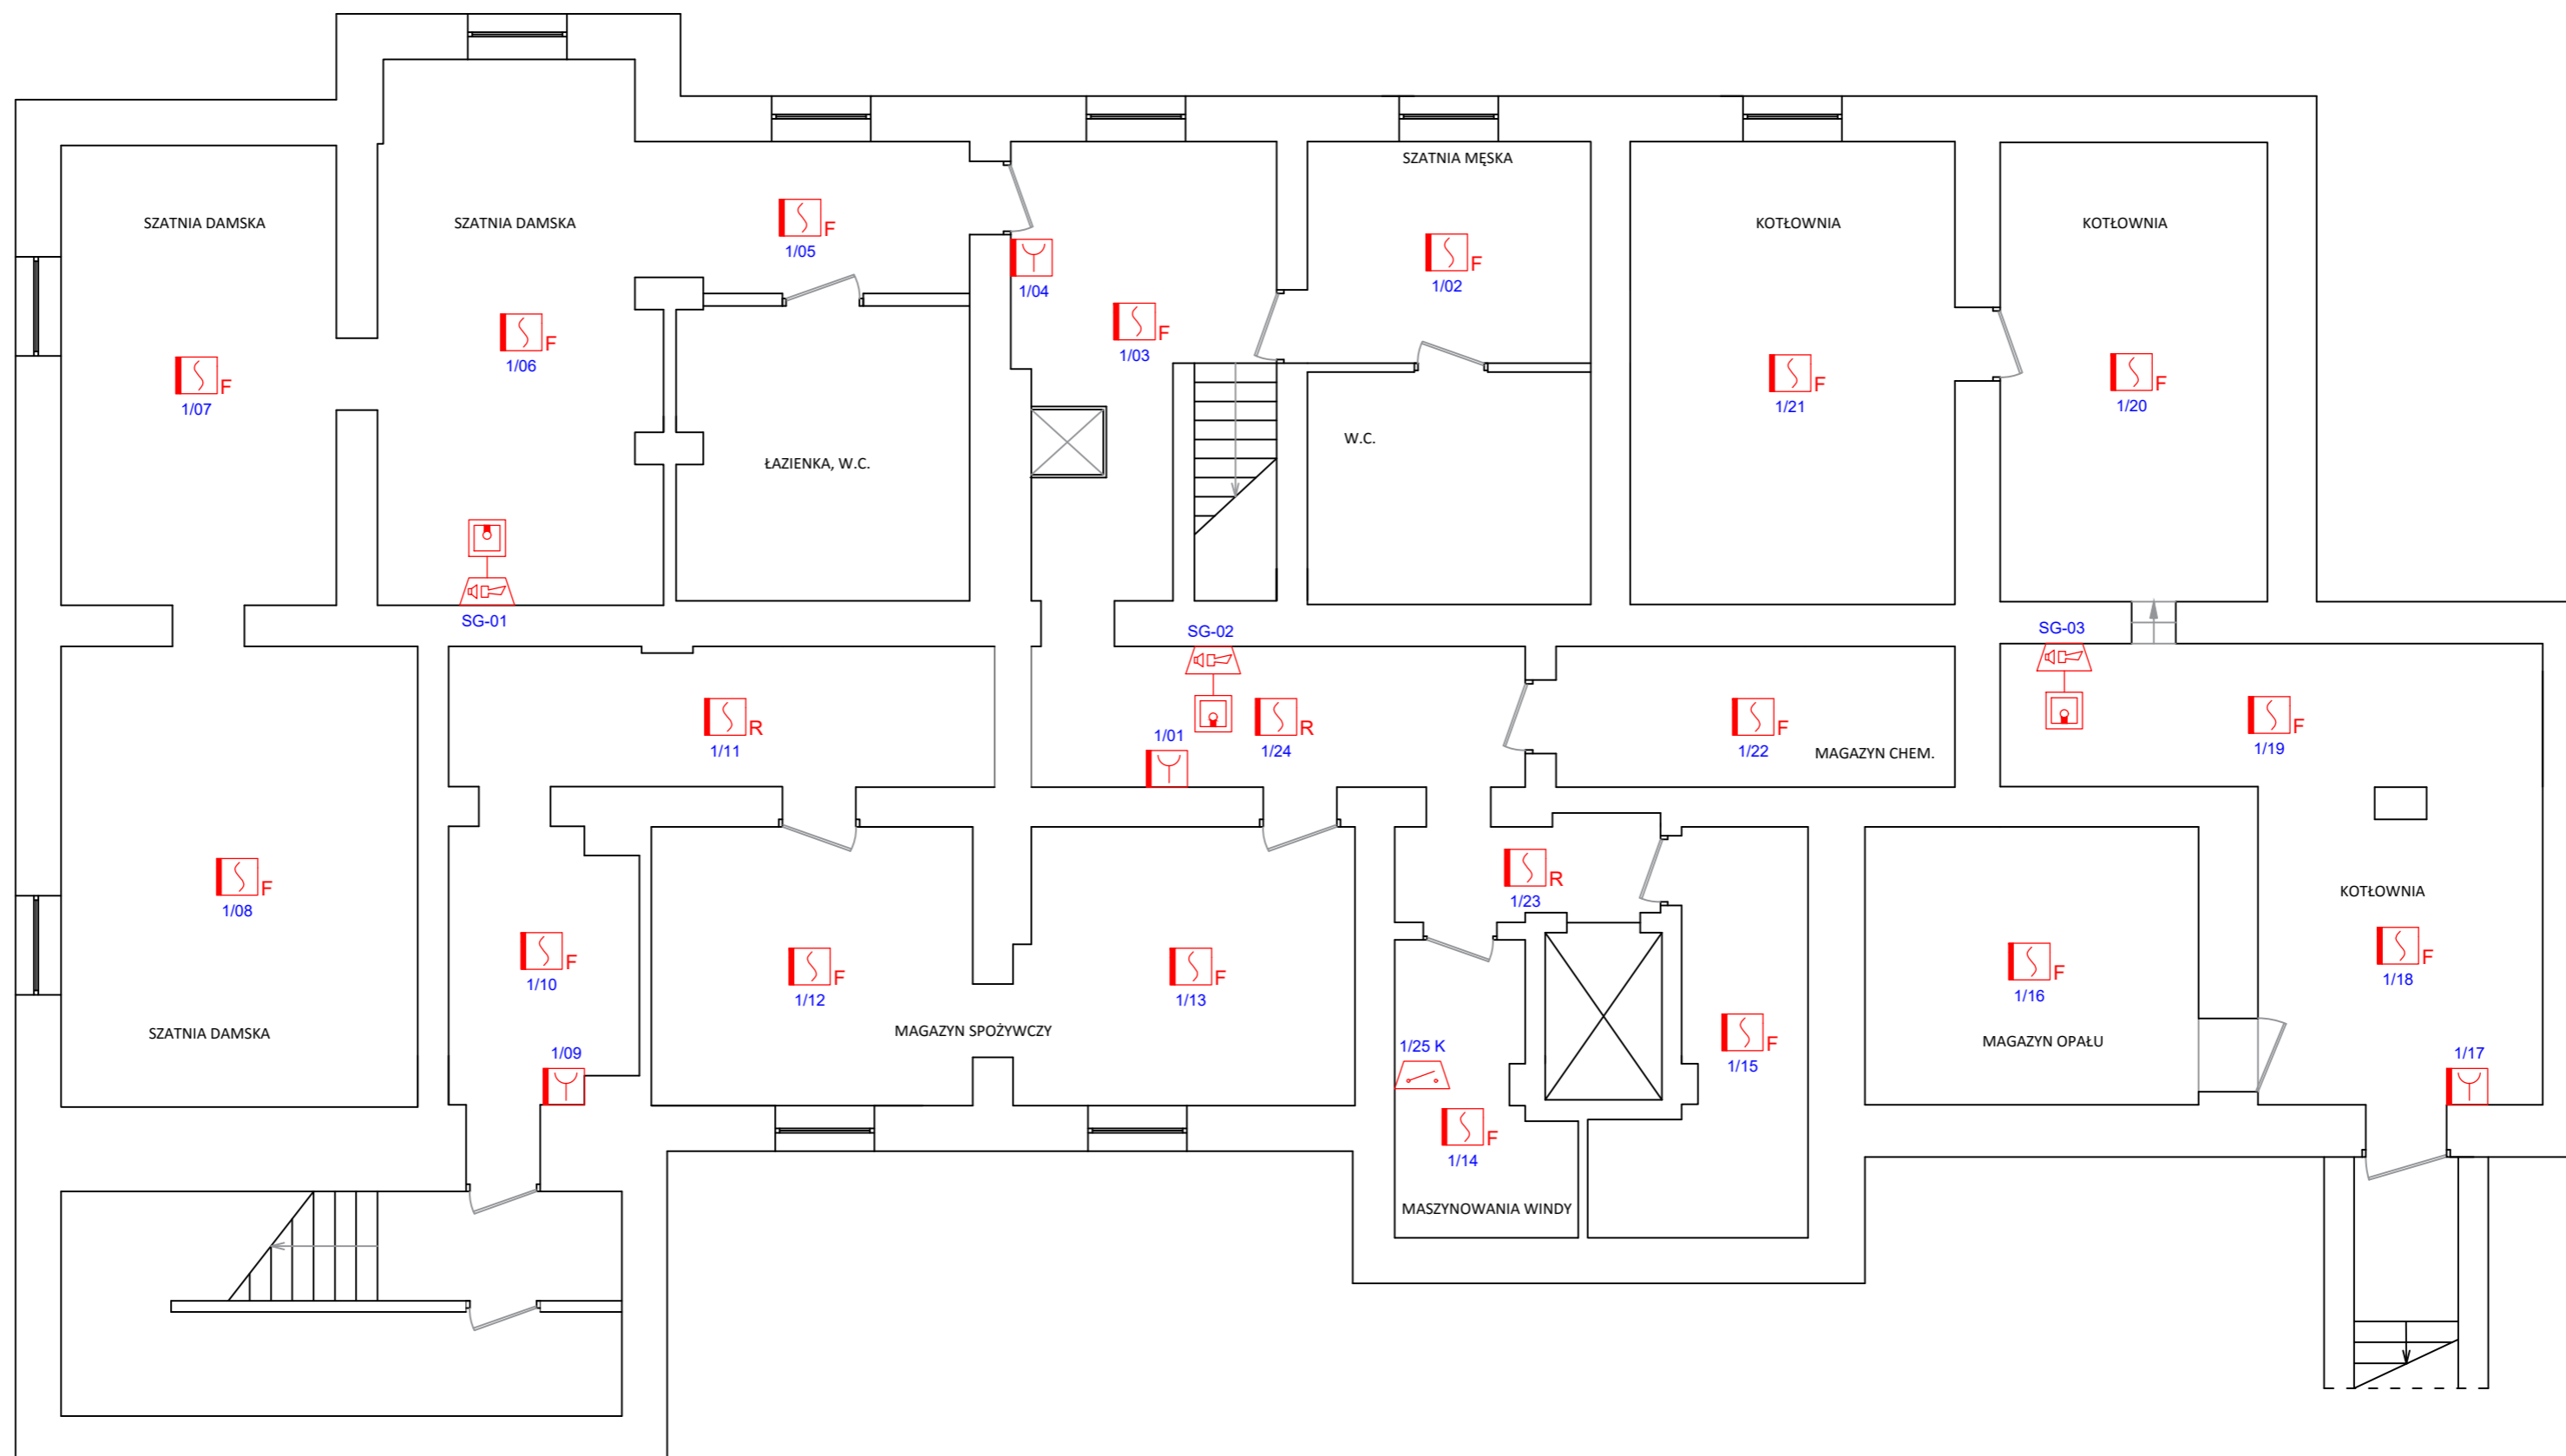 SZATNIA MĘSKA
SZATNIA DAMSKA
SZATNIA DAMSKA
KOTŁOWNIA
KOTŁOWNIA
F
1/05
F
1/02
1/04
F
1/03
F
1/06
F
1/07
F
1/21
F
1/20
W.C.
ŁAZIENKA, W.C.
SG-01
SG-02
SG-03
R
1/11
1/01
R
1/24
F
1/22
MAGAZYN CHEM.
F
1/19
F
1/08
R
1/23
KOTŁOWNIA
F
1/10
F
1/12
F
1/13
F
1/16
F
1/18
SZATNIA DAMSKA
MAGAZYN SPOŻYWCZY
MAGAZYN OPAŁU
1/09
1/25 K
F
1/15
1/17
F
1/14
MASZYNOWANIA WINDY